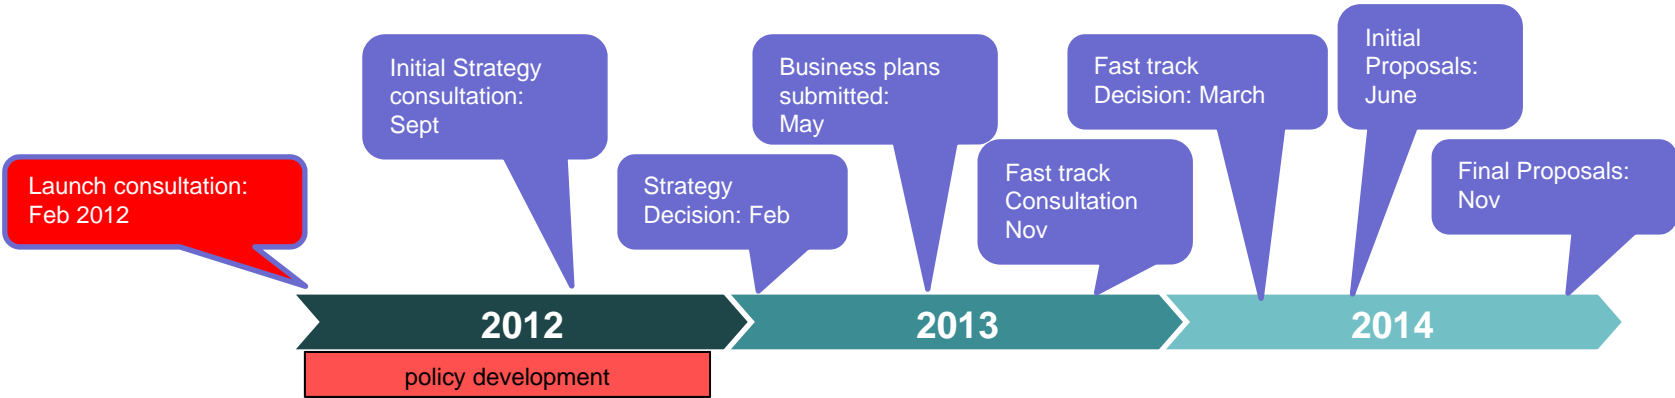 Launch consultation:
Feb 2012
Initial Strategy
consultation:
Sept
Strategy
Decision: Feb
Business plans
submitted:
May
Fast track
Consultation
Nov
Fast track
Decision: March
Initial
Proposals:
June
Final Proposals:
Nov
2012
2013
2014
policy development